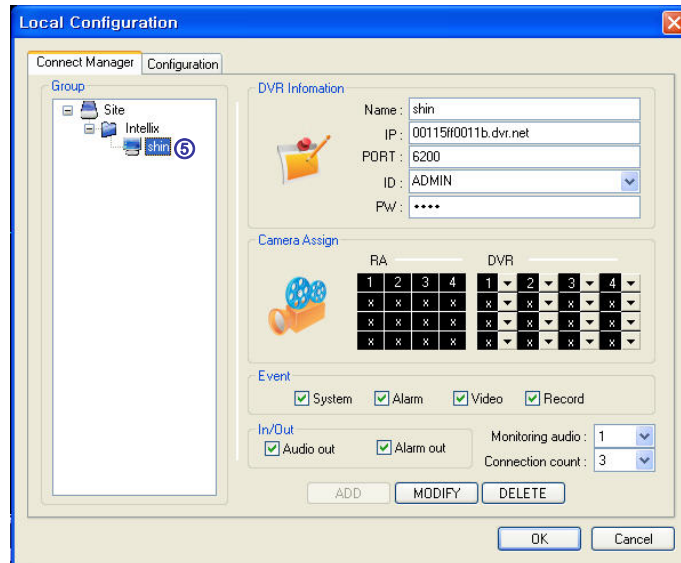 Local Configuration
Connect Manager
Configuration
Group
Site
Intellix
shin ⑤
DVR Infomation
Name : shin
IP : 00115ff0011b.dvr.net
PORT : 6200
ID : ADMIN
PW : ••••
Camera Assign
RA DVR
1 2 3 4 1 2 3 4
x x x x x x x x
x x x x x x x x
x x x x x x x x
Event
System Alarm Video Record
In/Out
Audio out Alarm out
Monitoring audio : 1
Connection count : 3
ADD MODIFY DELETE
OK Cancel